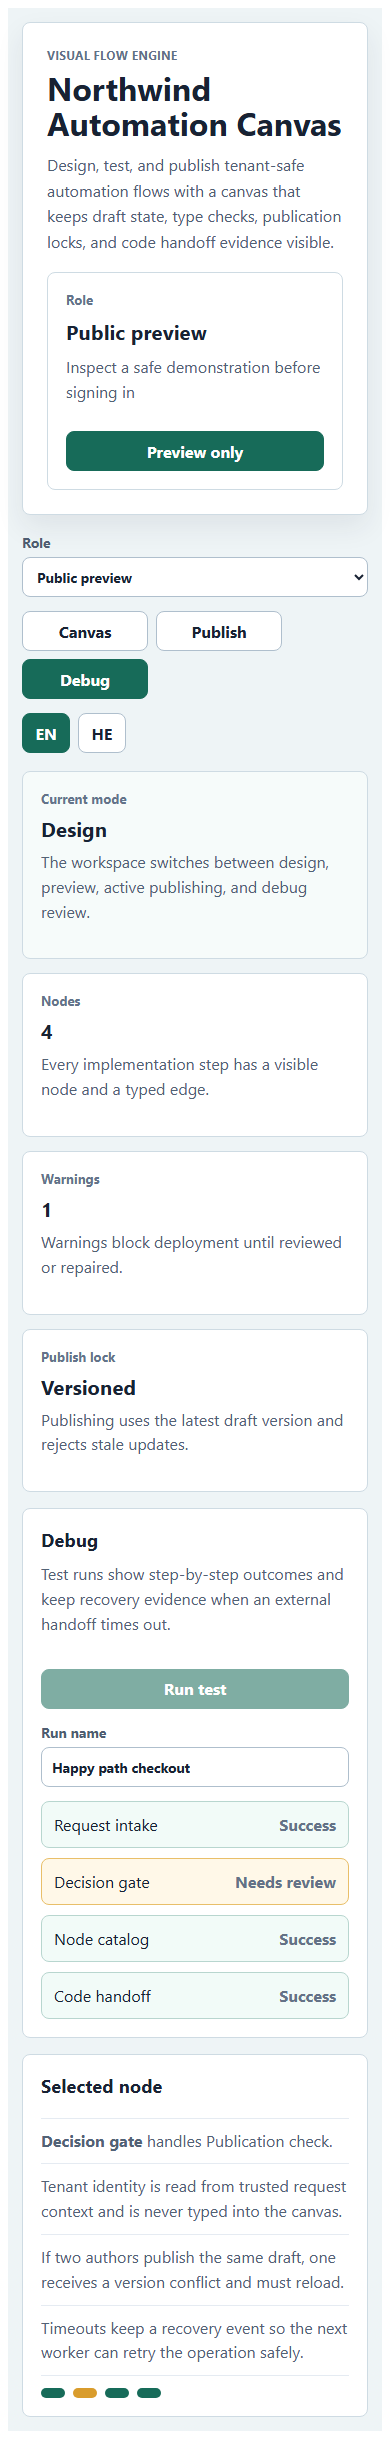 VISUAL FLOW ENGINE
Northwind
Automation Canvas
Design, test, and publish tenant-safe
automation flows with a canvas that
keeps draft state, type checks, publication
locks, and code handoff evidence visible.
Role
Public preview
Inspect a safe demonstration before
signing in
Preview only
Role
Public preview
Canvas
Publish
Debug
EN
HE
Current mode
Design
The workspace switches between design,
preview, active publishing, and debug
review.
Nodes
4
Every implementation step has a visible
node and a typed edge.
Warnings
1
Warnings block deployment until reviewed
or repaired.
Publish lock
Versioned
Publishing uses the latest draft version and
rejects stale updates.
Debug
Test runs show step-by-step outcomes and
keep recovery evidence when an external
handoff times out.
Run test
Run name
Happy path checkout
Request intake Success
Decision gate Needs review
Node catalog Success
Code handoff Success
Selected node
Decision gate handles Publication check.
Tenant identity is read from trusted request
context and is never typed into the canvas.
If two authors publish the same draft, one
receives a version conflict and must reload.
Timeouts keep a recovery event so the next
worker can retry the operation safely.